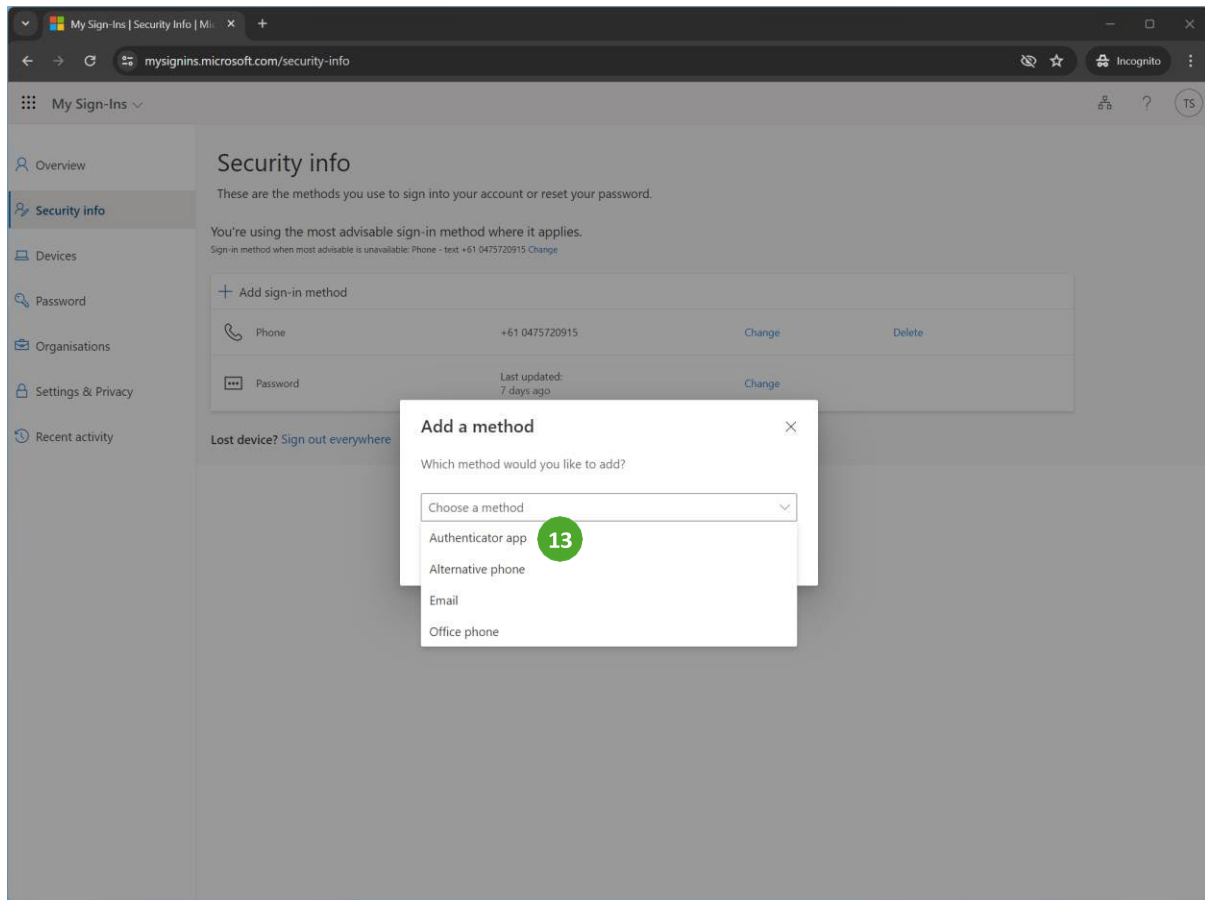 My Sign-Ins | Security Info | Mi
mysignins.microsoft.com/security-info
Incognito
My Sign-Ins
?
TS
Overview
Security info
Devices
Password
Organisations
Settings & Privacy
Recent activity
Security info
These are the methods you use to sign into your account or reset your password.
You're using the most advisable sign-in method where it applies.
Sign-in method when most advisable is unavailable: Phone - text +61 0475720915 Change
+ Add sign-in method
Phone +61 0475720915 Change Delete
Password Last updated: Change
7 days ago
Lost device? Sign out everywhere
Add a method
Which method would you like to add?
Choose a method
Authenticator app 13
Alternative phone
Email
Office phone